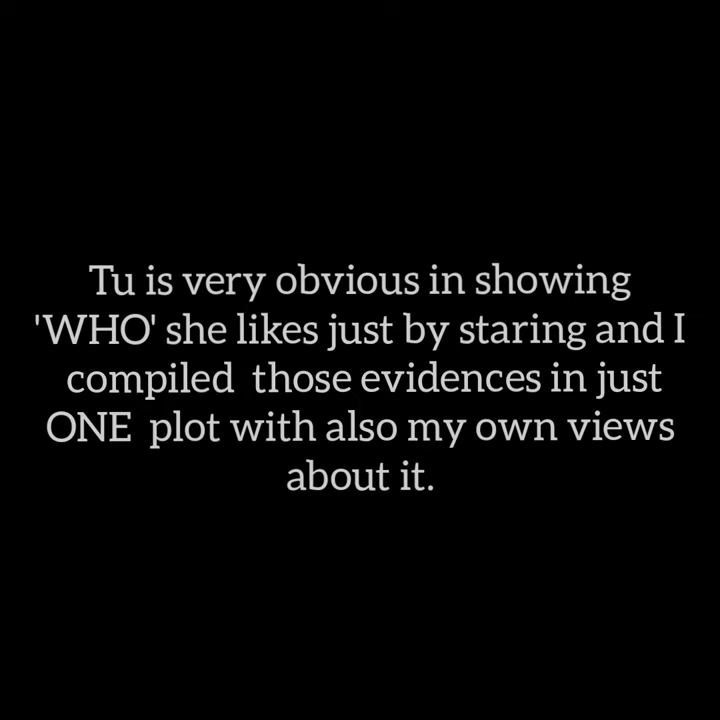 Tu is very obvious in showing
'WHO' she likes just by staring and I
compiled  those evidences in just
ONE  plot with also my own views
about it.